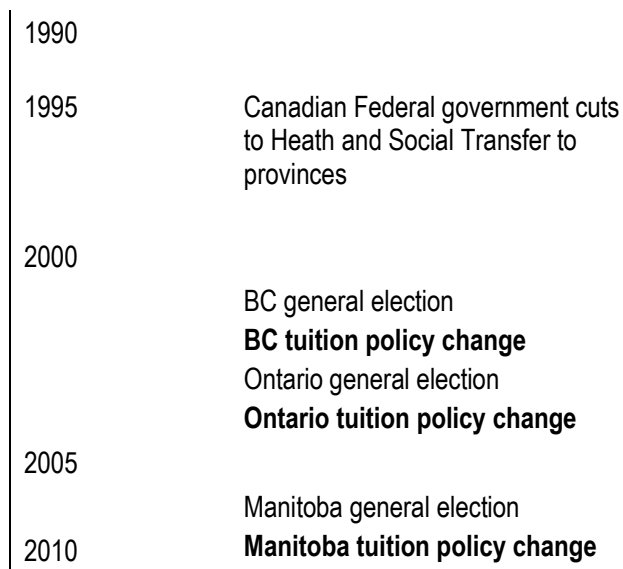 1990
1995 Canadian Federal government cuts
to Heath and Social Transfer to
provinces
2000
BC general election
BC tuition policy change
Ontario general election
Ontario tuition policy change
2005
Manitoba general election
2010 Manitoba tuition policy change